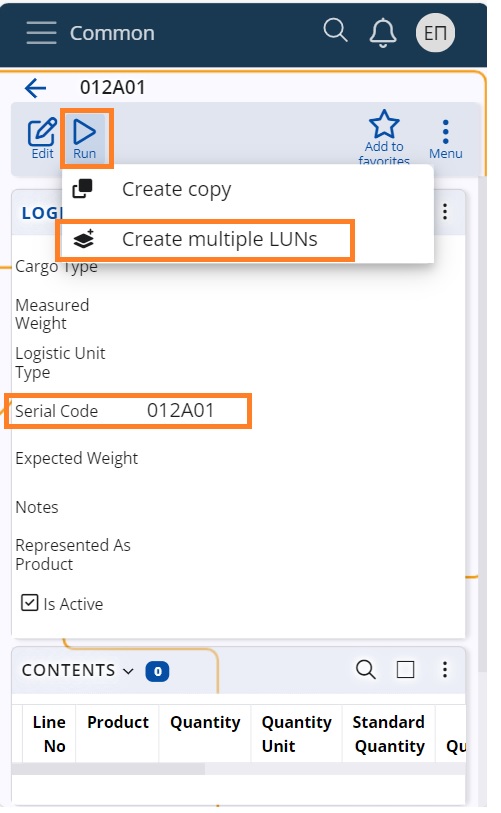 Common
ЕП
012A01
Edit
Run
Add to
favorites
Menu
Create copy
Create multiple LUNs
LOGI
Cargo Type
Measured
Weight
Logistic Unit
Type
Serial Code 012A01
Expected Weight
Notes
Represented As
Product
Is Active
CONTENTS 0
Line No
Product
Quantity
Quantity Unit
Standard Quantity
Qu